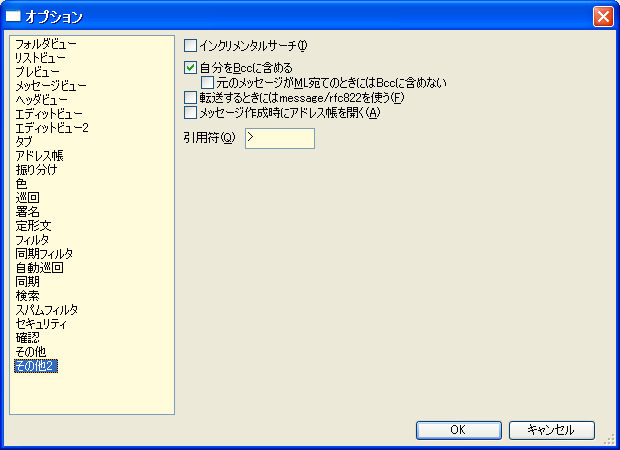 オプション
フォルダビュー
リストビュー
プレビュー
メッセージビュー
ヘッダビュー
エディットビュー
エディットビュー2
タブ
アドレス帳
振り分け
色
巡回
署名
定形文
フィルタ
同期フィルタ
自動巡回
同期
検索
スパムフィルタ
セキュリティ
確認
その他
その他2
インクリメンタルサーチ(I)
自分をBccに含める
元のメッセージがML宛てのときにはBccに含めない
転送するときにはmessage/rfc822を使う(F)
メッセージ作成時にアドレス帳を開く(A)
引用符(Q) >
OK キャンセル